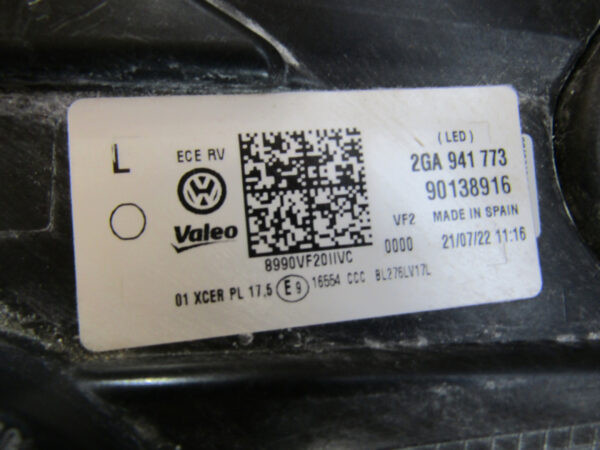 L
ECE RV
Valeo
8990VF20IIVC
(LED)
2GA 941 773
90138916
VF2 MADE IN SPAIN
0000 21/07/22 11:16
01 XCER PL 17,5 E9 16554 CCC BL276LV17L